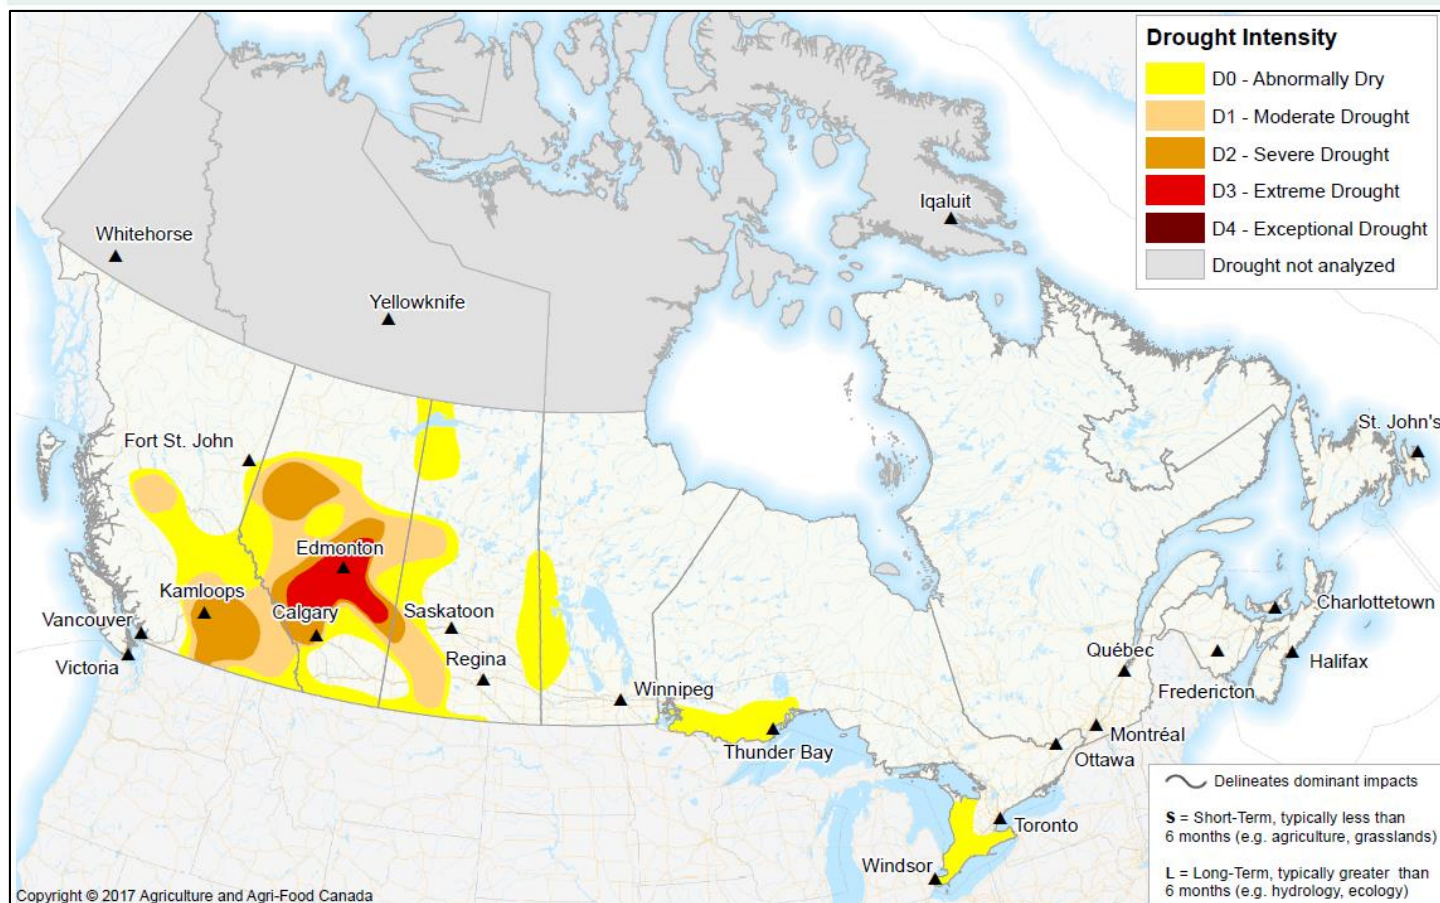 Drought Intensity
D0 - Abnormally Dry
D1 - Moderate Drought
D2 - Severe Drought
D3 - Extreme Drought
D4 - Exceptional Drought
Drought not analyzed
Iqaluit
Whitehorse
Yellowknife
Fort St. John
St. John's
Edmonton
Kamloops
Calgary
Saskatoon
Vancouver
Charlottetown
Victoria
Regina
Québec
Halifax
Winnipeg
Fredericton
Thunder Bay
Montréal
Ottawa
Toronto
Windsor
Delineates dominant impacts
S = Short-Term, typically less than
6 months (e.g. agriculture, grasslands)
L = Long-Term, typically greater than
6 months (e.g. hydrology, ecology)
Copyright © 2017 Agriculture and Agri-Food Canada